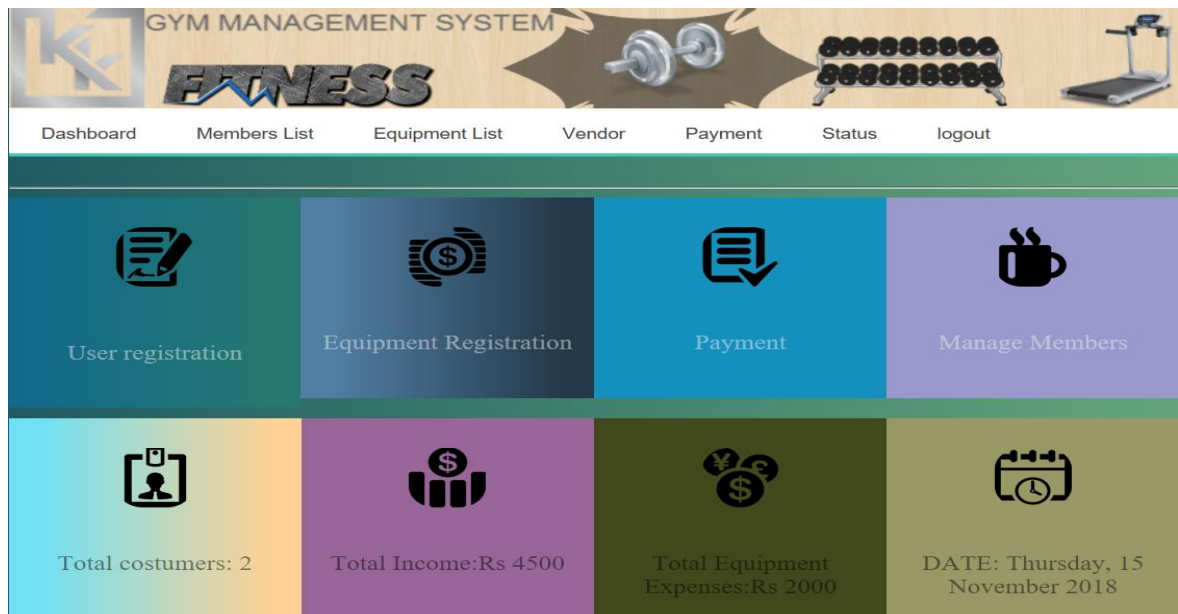 GYM MANAGEMENT SYSTEM
FITNESS
Dashboard Members List Equipment List Vendor Payment Status logout
User registration
Equipment Registration
Payment
Manage Members
Total costumers: 2
Total Income:Rs 4500
Total Equipment
Expenses:Rs 2000
DATE: Thursday, 15
November 2018